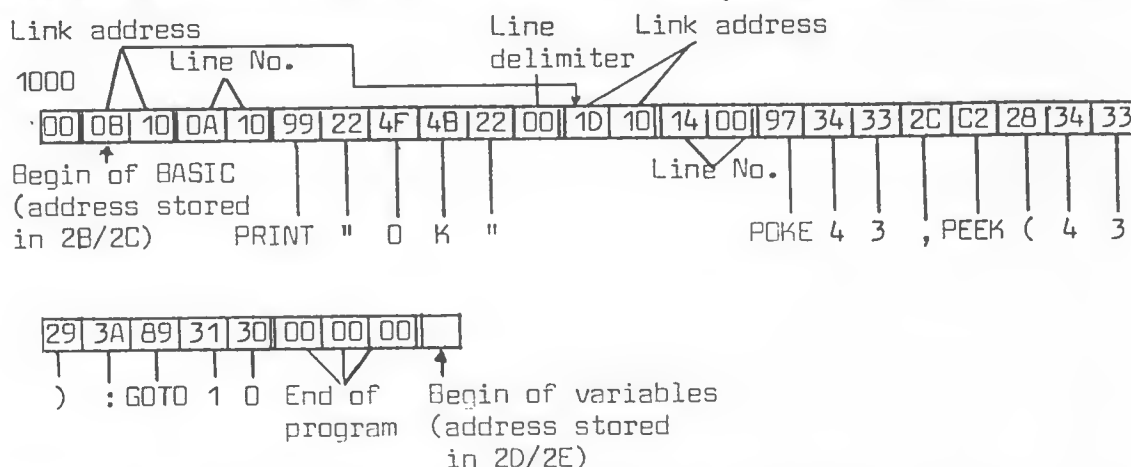 Link address
Line No.
Line delimiter
Link address
1000
00 0B 10 0A 10 99 22 4F 4B 22 00 1D 10 14 00 97 34 33 2C C2 28 34 33
Begin of BASIC
(address stored
in 2B/2C)
PRINT " O K "
Line No.
POKE 4 3 , PEEK ( 4 3
29 3A 89 31 30 00 00 00
) : GOTO 1 0
End of
program
Begin of variables
(address stored
in 2D/2E)